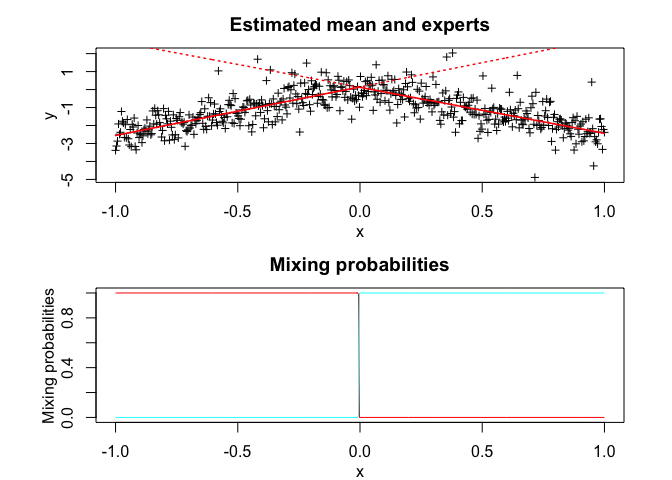 Estimated mean and experts
y
1
-1
-3
-5
-1.0 -0.5 0.0 0.5 1.0
x
Mixing probabilities
Mixing probabilities
0.8
0.4
0.0
-1.0 -0.5 0.0 0.5 1.0
x